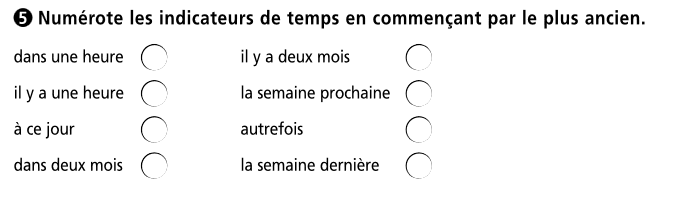 ❺ Numérote les indicateurs de temps en commençant par le plus ancien.
dans une heure il y a deux mois
il y a une heure la semaine prochaine
à ce jour autrefois
dans deux mois la semaine dernière